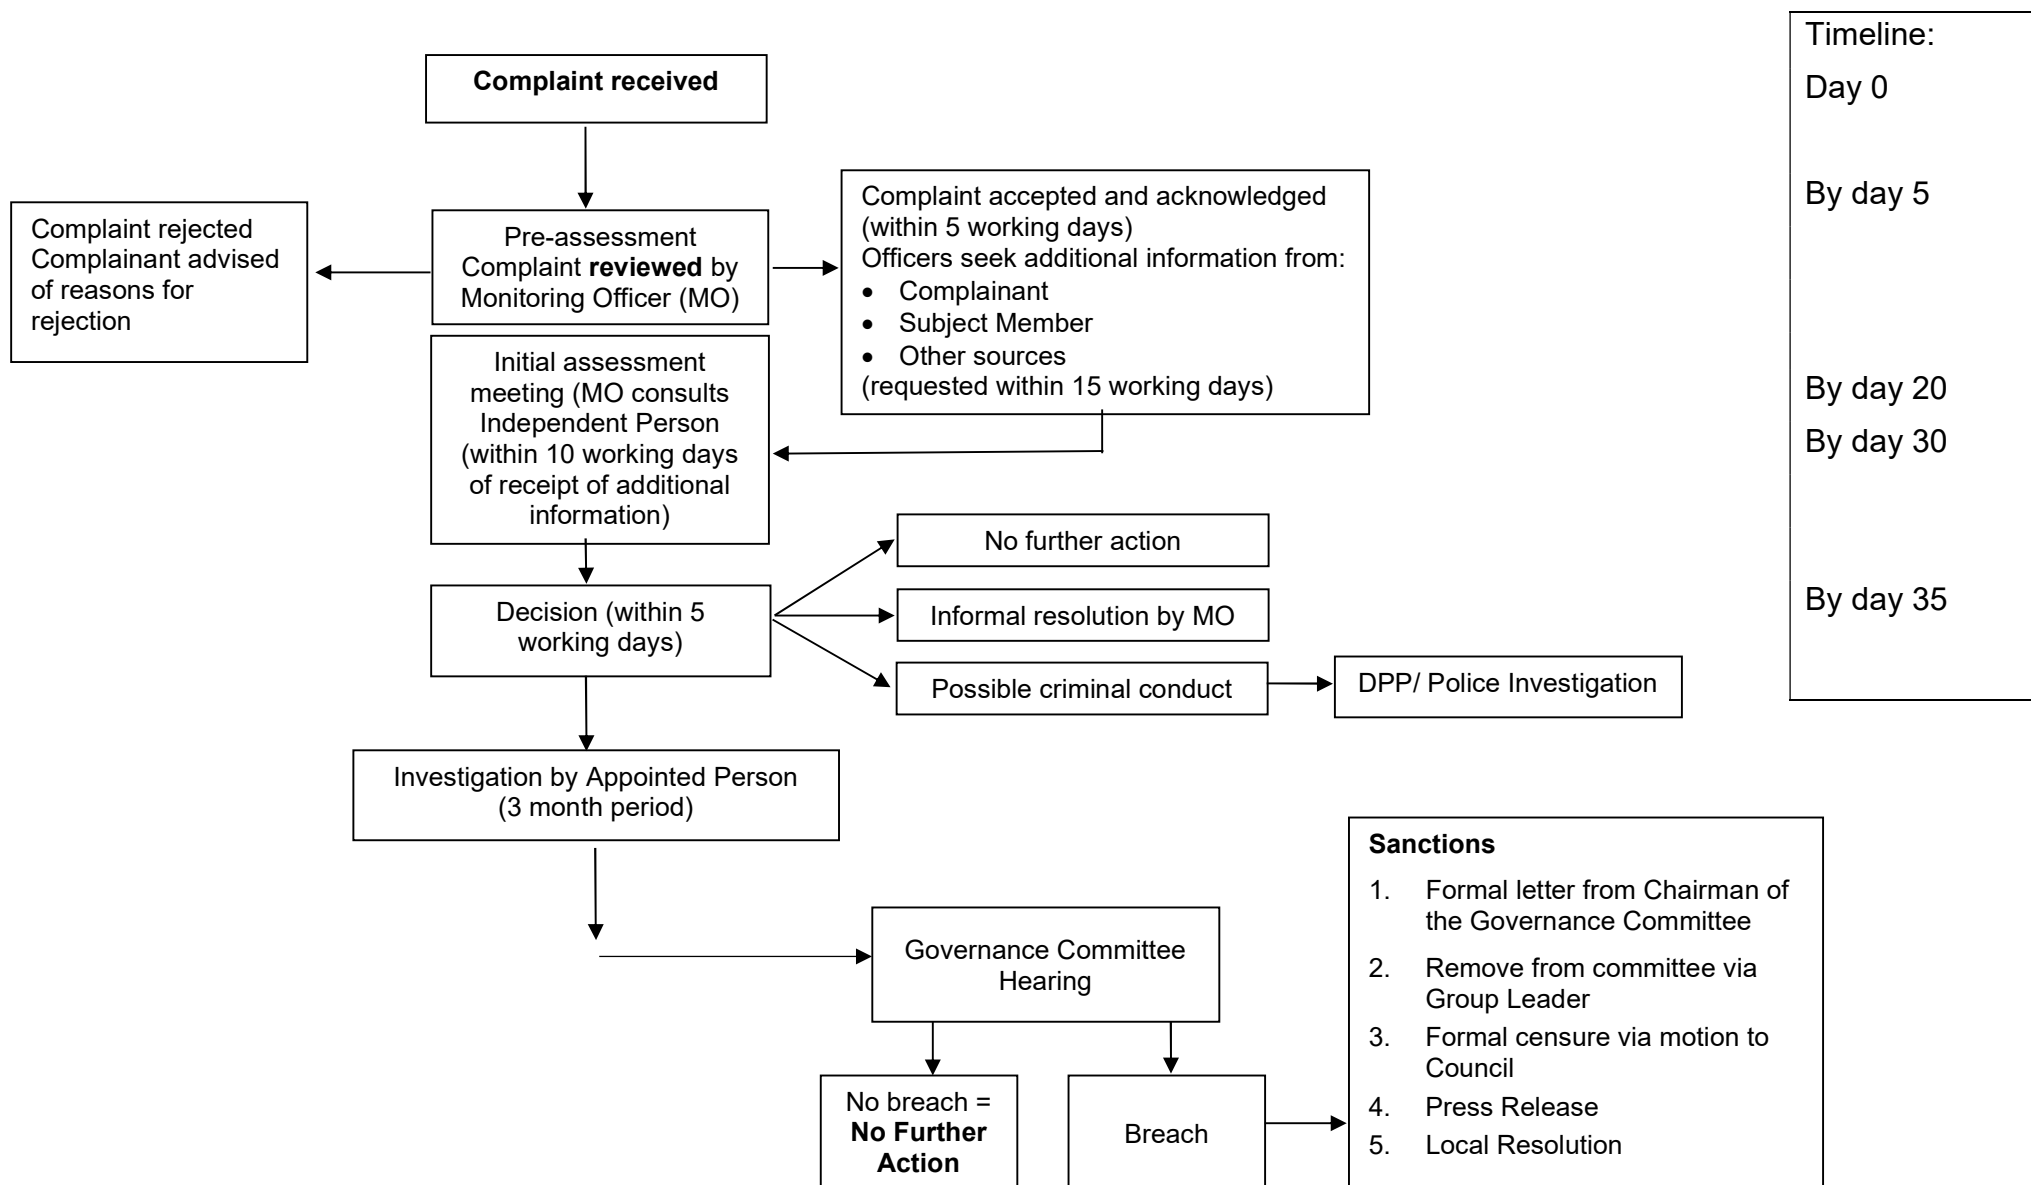 Complaint received
Complaint rejected
Complainant advised
of reasons for
rejection
Pre-assessment
Complaint reviewed by
Monitoring Officer (MO)
Complaint accepted and acknowledged
(within 5 working days)
Officers seek additional information from:
• Complainant
• Subject Member
• Other sources
(requested within 15 working days)
Initial assessment
meeting (MO consults
Independent Person
(within 10 working days
of receipt of additional
information)
Decision (within 5
working days)
No further action
Informal resolution by MO
Possible criminal conduct
DPP/ Police Investigation
Investigation by Appointed Person
(3 month period)
Governance Committee
Hearing
No breach =
No Further
Action
Breach
Sanctions
1. Formal letter from Chairman of
the Governance Committee
2. Remove from committee via
Group Leader
3. Formal censure via motion to
Council
4. Press Release
5. Local Resolution
Timeline:
Day 0
By day 5
By day 20
By day 30
By day 35